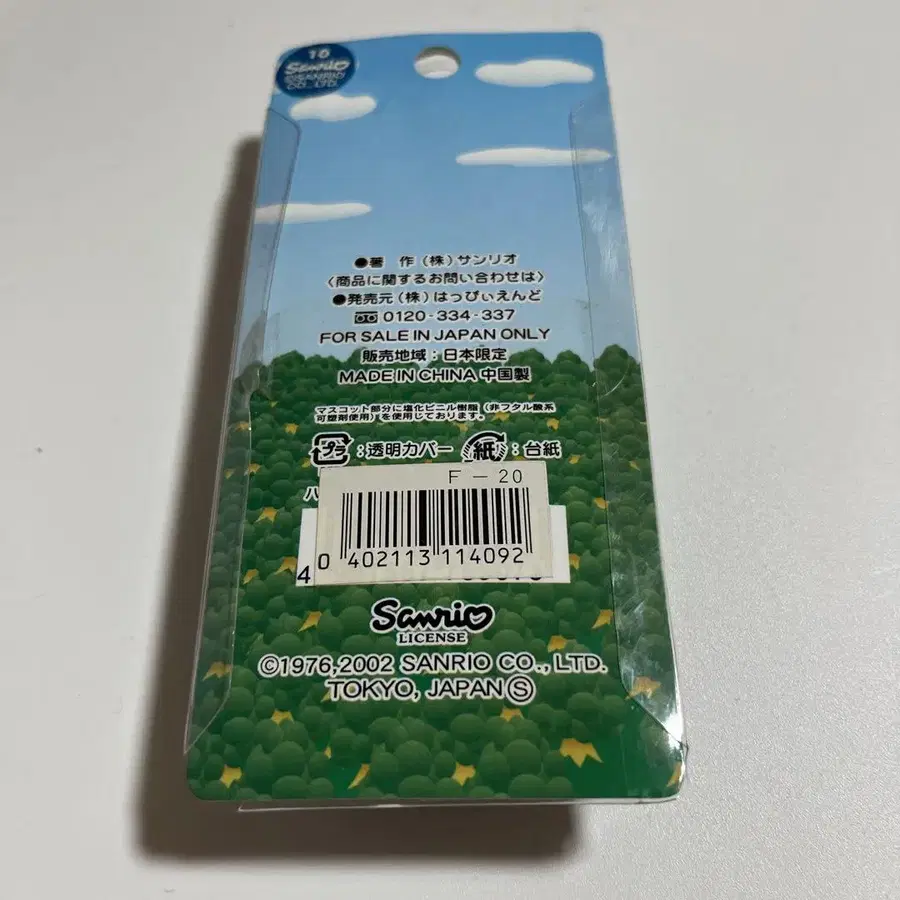 10
Sanrio
©SANRIO
CO., LTD.
●著 作 (株) サンリオ
〈商品に関するお問い合わせは〉
●発売元 (株) はっぴぃえんど
0120-334-337
FOR SALE IN JAPAN ONLY
販売地域:日本限定
MADE IN CHINA 中国製
マスコット部分に塩化ビニル樹脂 (非フタル酸系
可塑剤使用) を使用しております。
プラ :透明カバー 紙 :台紙
F-20
0 402113 114092
4
Sanrio
LICENSE
©1976,2002 SANRIO CO., LTD.
TOKYO, JAPAN Ⓢ